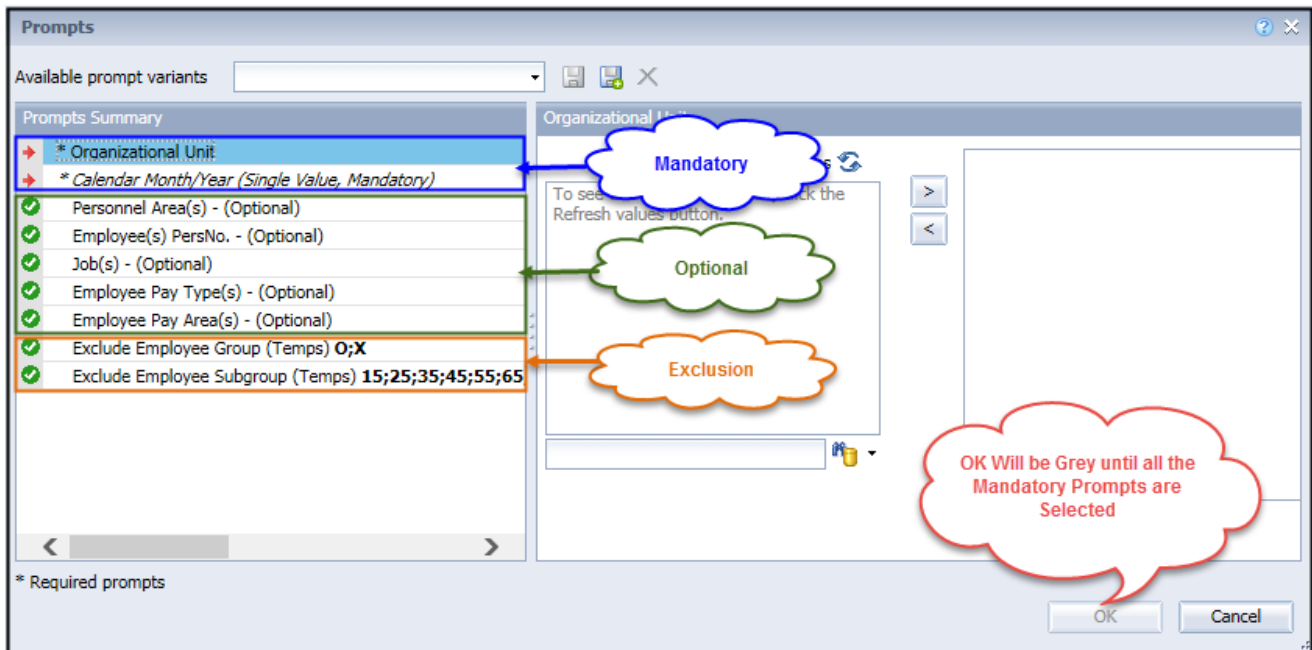 Prompts
Available prompt variants
Prompts Summary
* Organizational Unit
* Calendar Month/Year (Single Value, Mandatory)
Personnel Area(s) - (Optional)
Employee(s) PersNo. - (Optional)
Job(s) - (Optional)
Employee Pay Type(s) - (Optional)
Employee Pay Area(s) - (Optional)
Exclude Employee Group (Temps) O;X
Exclude Employee Subgroup (Temps) 15;25;35;45;55;65
Organizational
Mandatory
To see
the
Refresh values button.
>
<
Optional
Exclusion
OK Will be Grey until all the
Mandatory Prompts are
Selected
* Required prompts
OK
Cancel